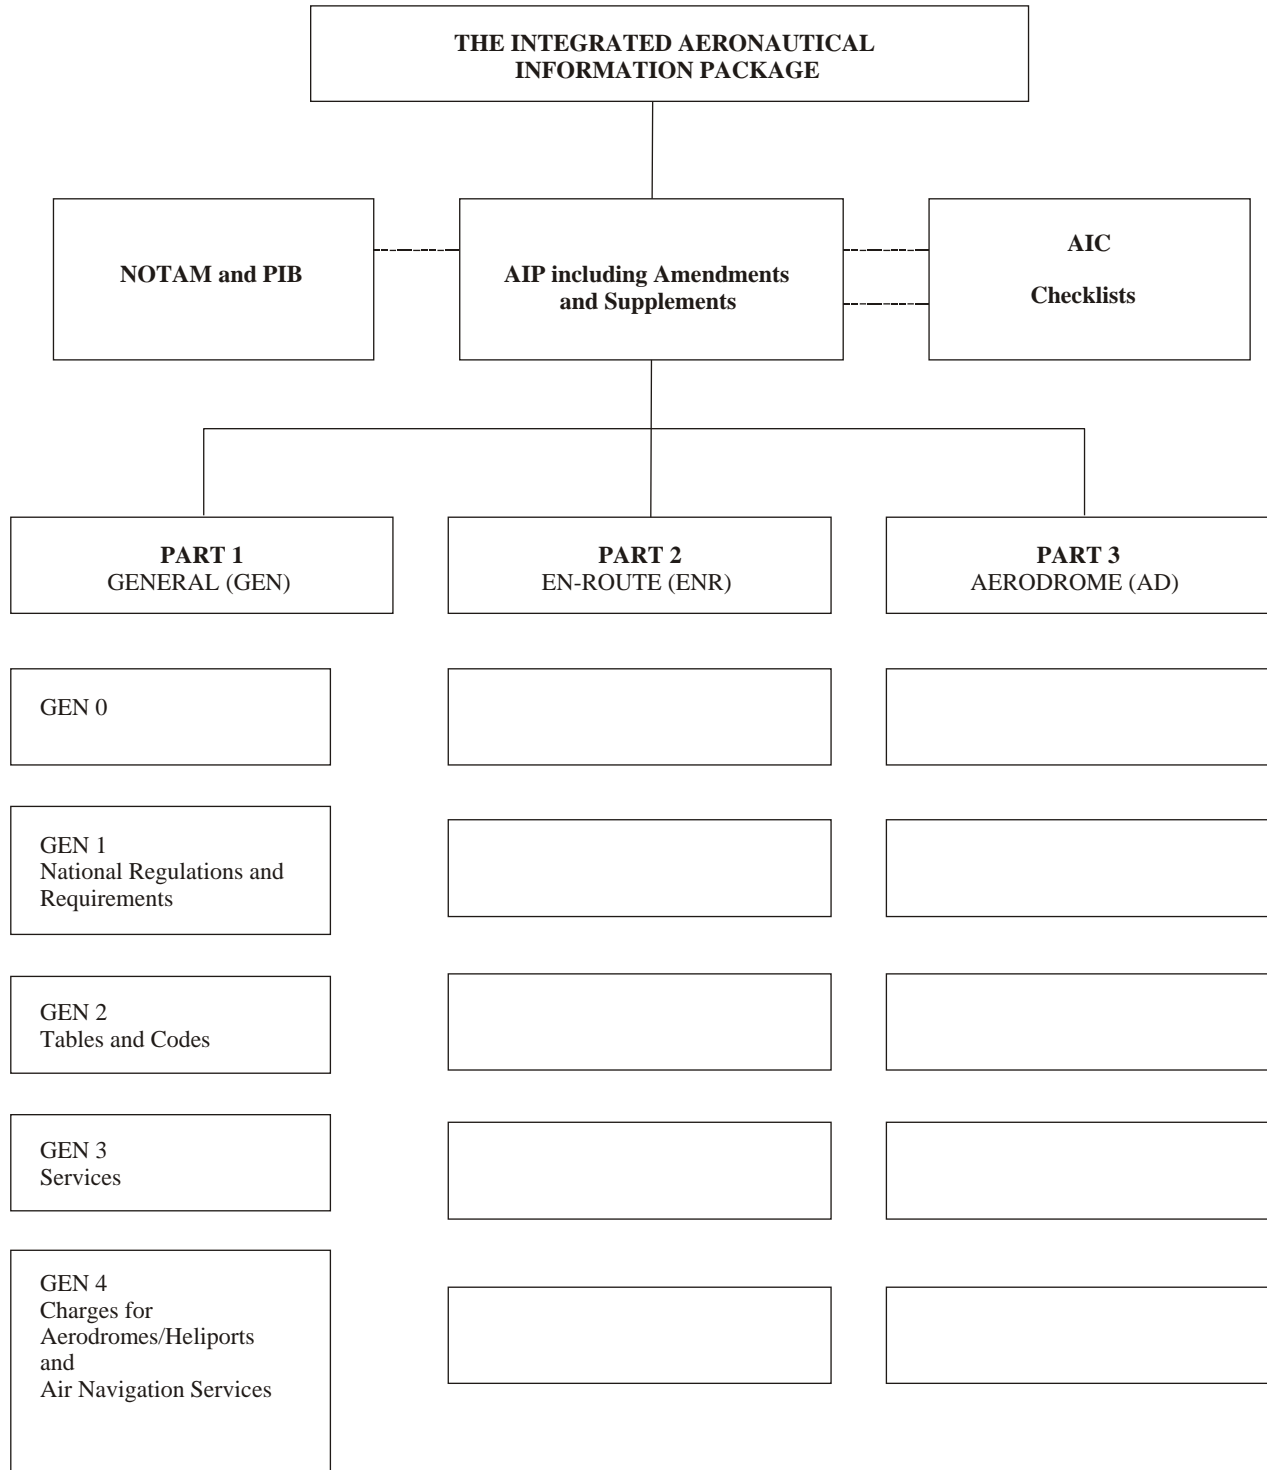 THE INTEGRATED AERONAUTICAL
INFORMATION PACKAGE
NOTAM and PIB
AIP including Amendments
and Supplements
AIC
Checklists
PART 1
GENERAL (GEN)
PART 2
EN-ROUTE (ENR)
PART 3
AERODROME (AD)
GEN 0
GEN 1
National Regulations and
Requirements
GEN 2
Tables and Codes
GEN 3
Services
GEN 4
Charges for
Aerodromes/Heliports
and
Air Navigation Services